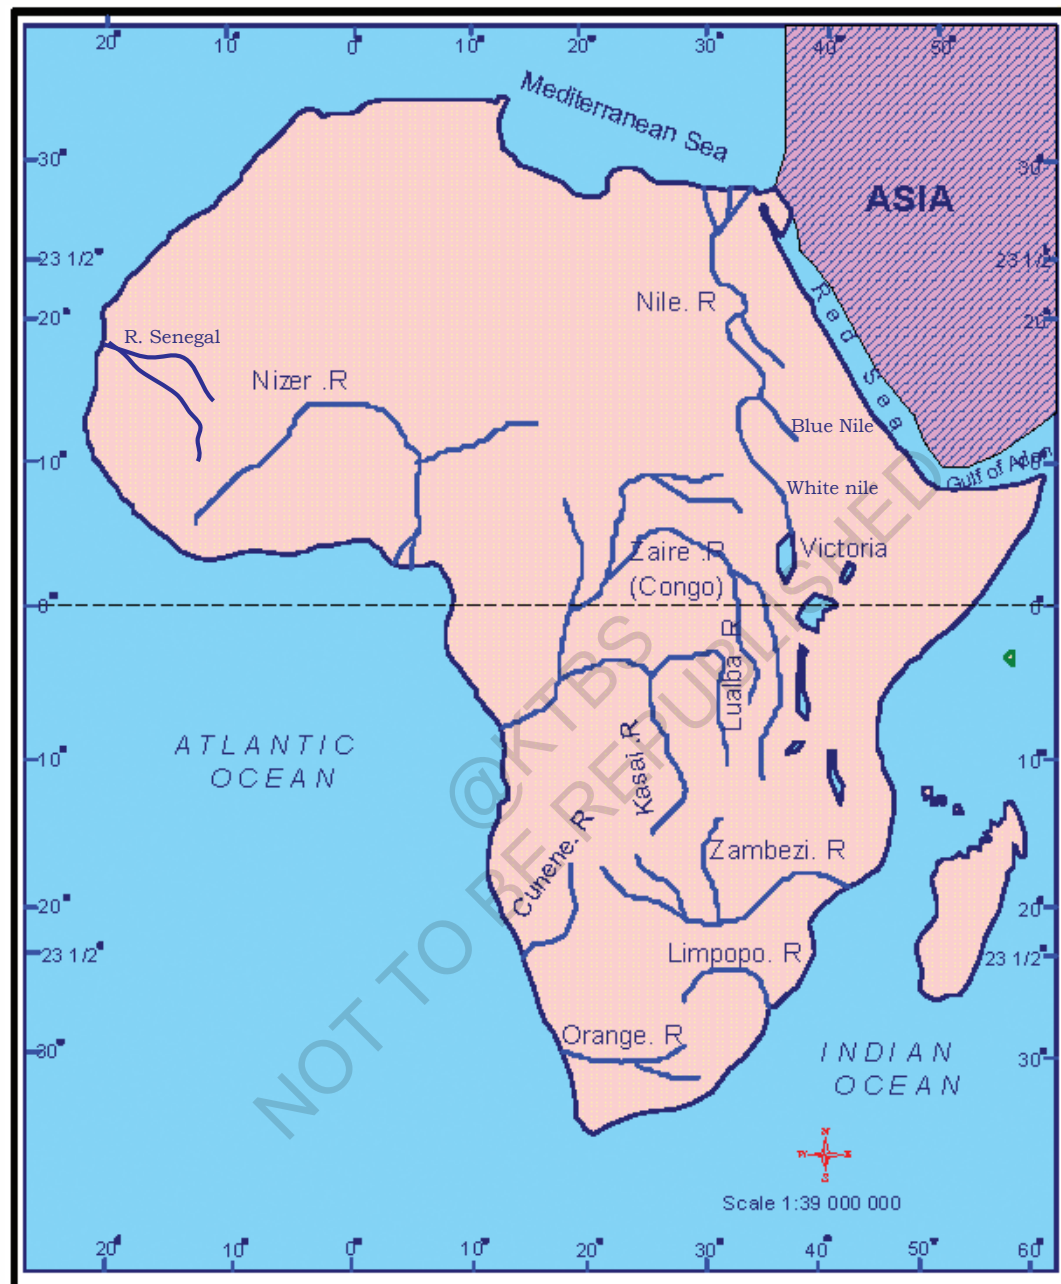 20° 10° 0° 10° 20° 30° 40° 50°
Mediterranean Sea
30° 30°
ASIA
23 1/2° 23 1/2°
Red Sea
Nile. R
20° 20°
R. Senegal
Nizer .R
Blue Nile
10° 10°
Gulf of Aden
White nile
Zaire .R
(Congo)
Victoria
0° 0°
Lualba R
ATLANTIC
OCEAN
Kasai .R
10° 10°
Cunene. R
Zambezi. R
20° 20°
Limpopo. R
23 1/2° 23 1/2°
Orange. R
30° 30°
INDIAN
OCEAN
N
W E
S
Scale 1:39 000 000
20° 10° 0° 10° 20° 30° 40° 50° 60°
@KTBS
NOT TO BE REPUBLISHED